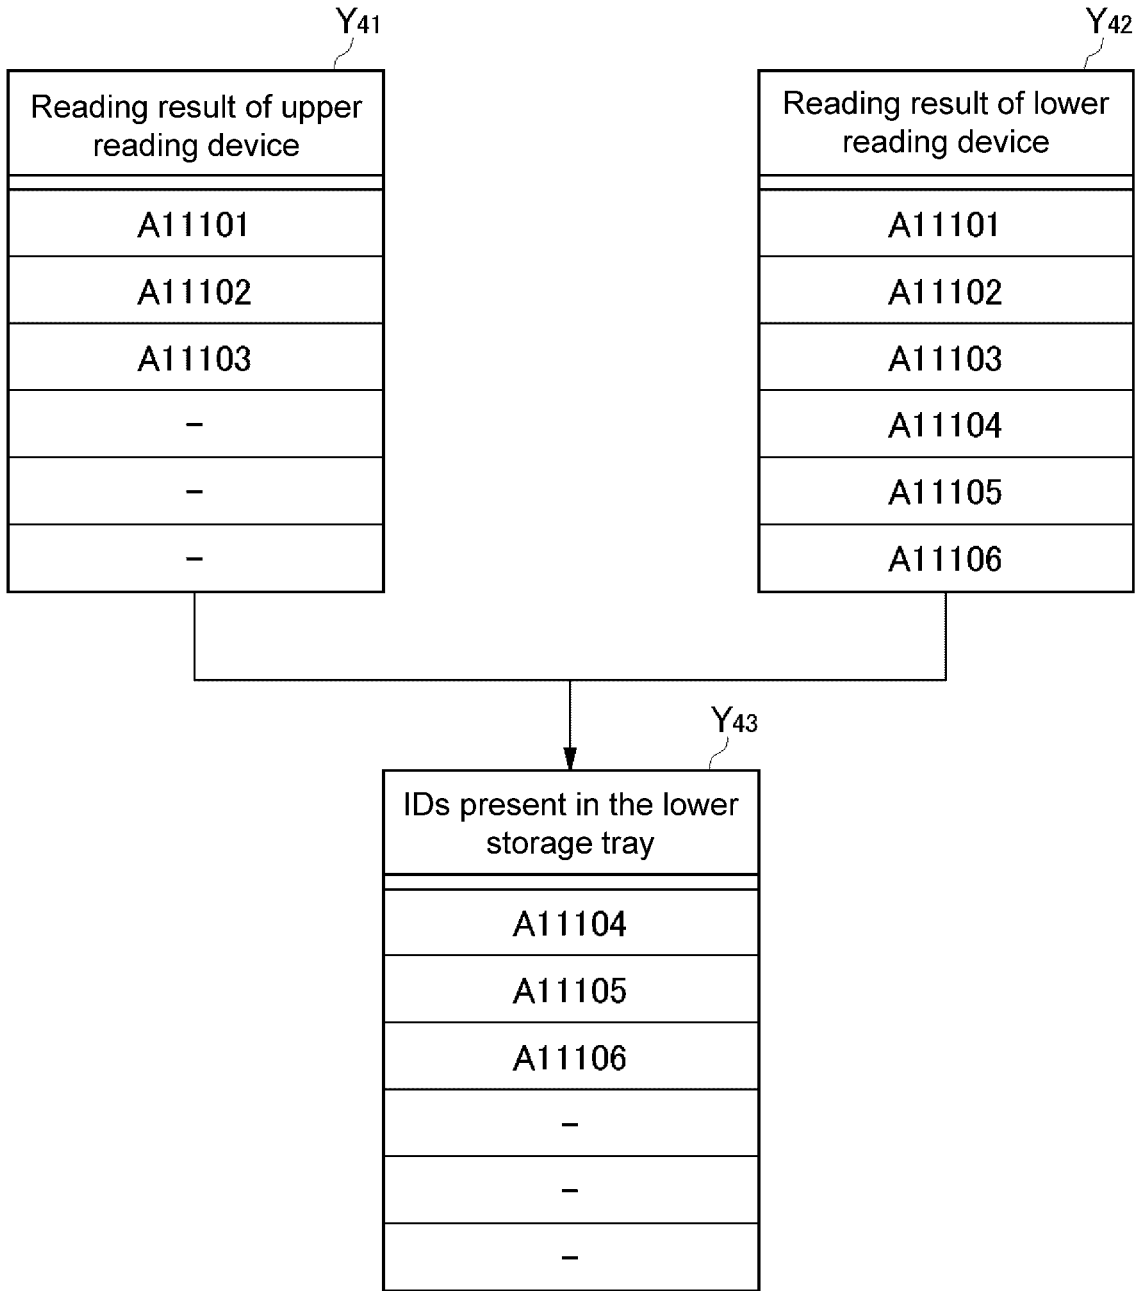 Y41
Reading result of upper
reading device
A11101
A11102
A11103
-
-
-
Y42
Reading result of lower
reading device
A11101
A11102
A11103
A11104
A11105
A11106
Y43
IDs present in the lower
storage tray
A11104
A11105
A11106
-
-
-